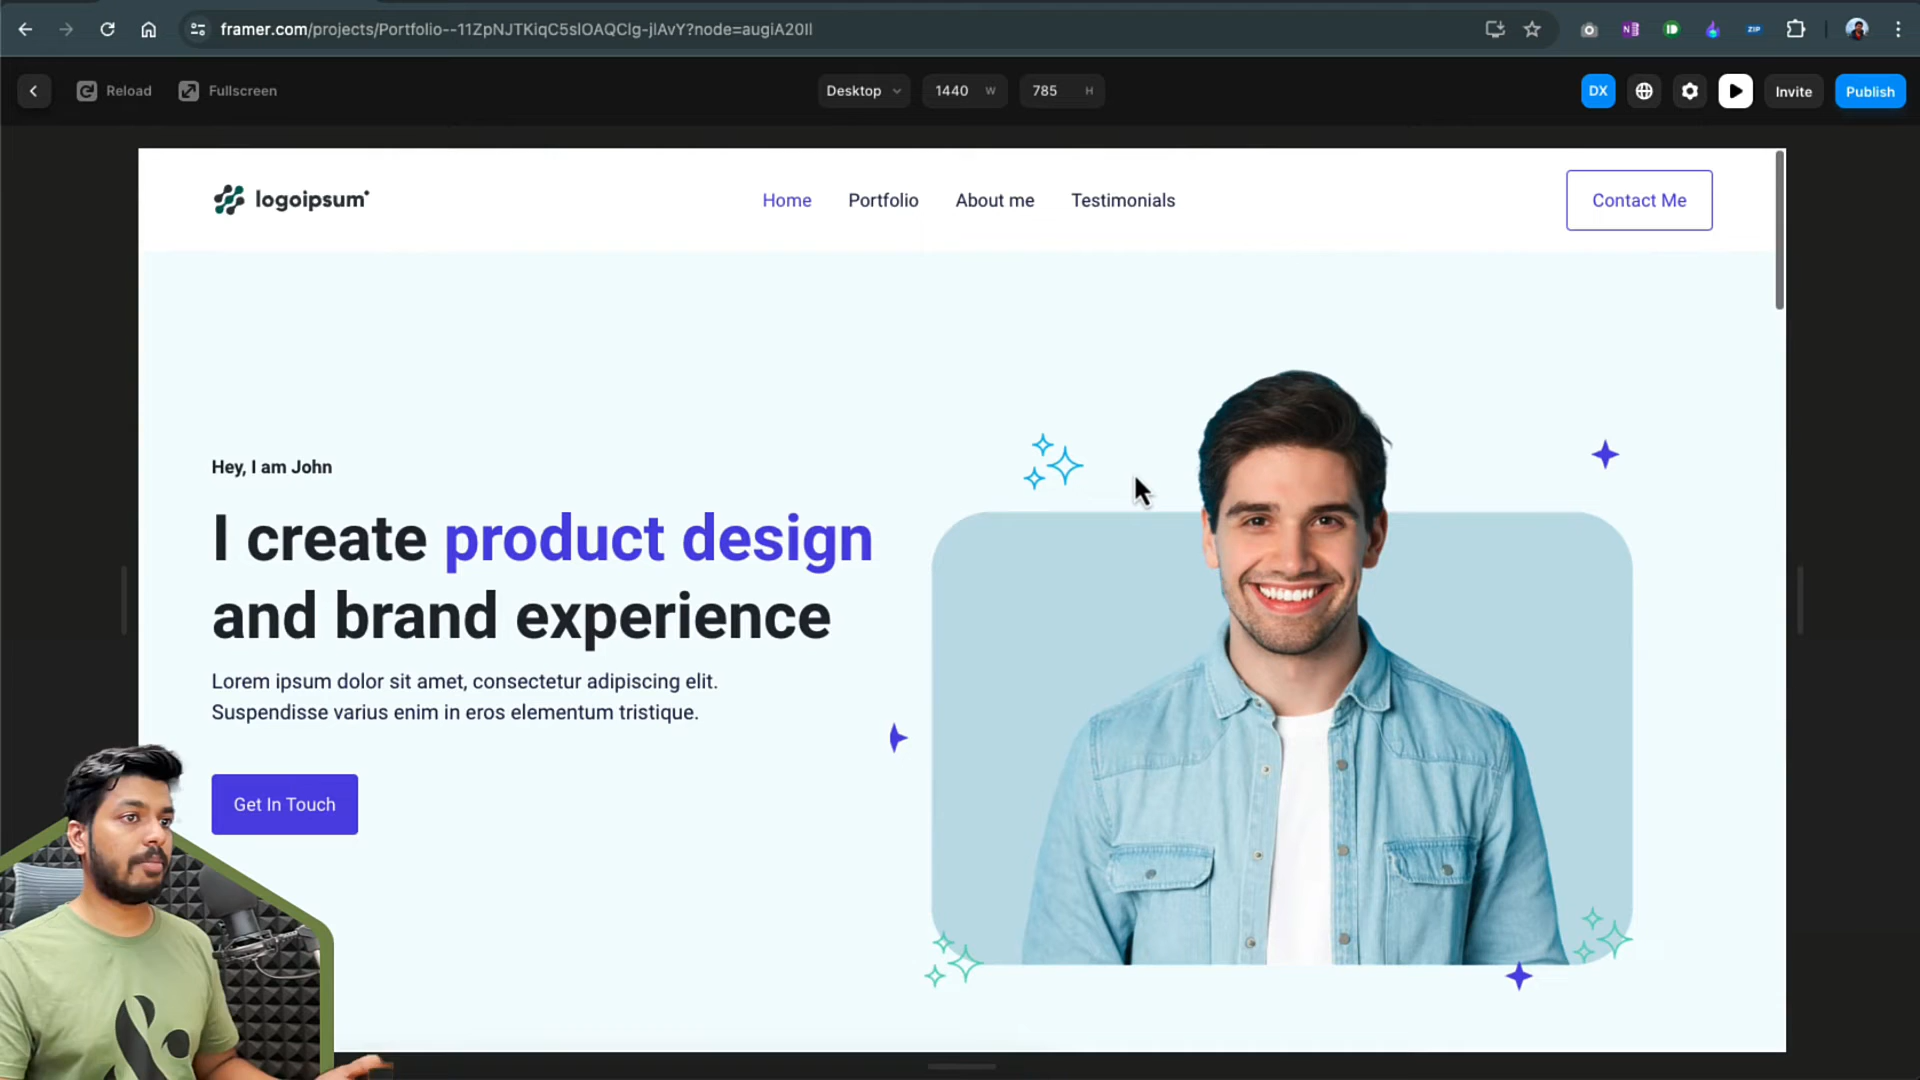 framer.com/projects/Portfolio--11ZpNJTKiqC5slOAQClg-jlAvY?node=augiA20Il
ZIP
Reload
Fullscreen
Desktop
1440 W
785 H
DX
Invite
Publish
logoipsum
Home
Portfolio
About me
Testimonials
Contact Me
Hey, I am John
I create product design
and brand experience
Lorem ipsum dolor sit amet, consectetur adipiscing elit.
Suspendisse varius enim in eros elementum tristique.
Get In Touch